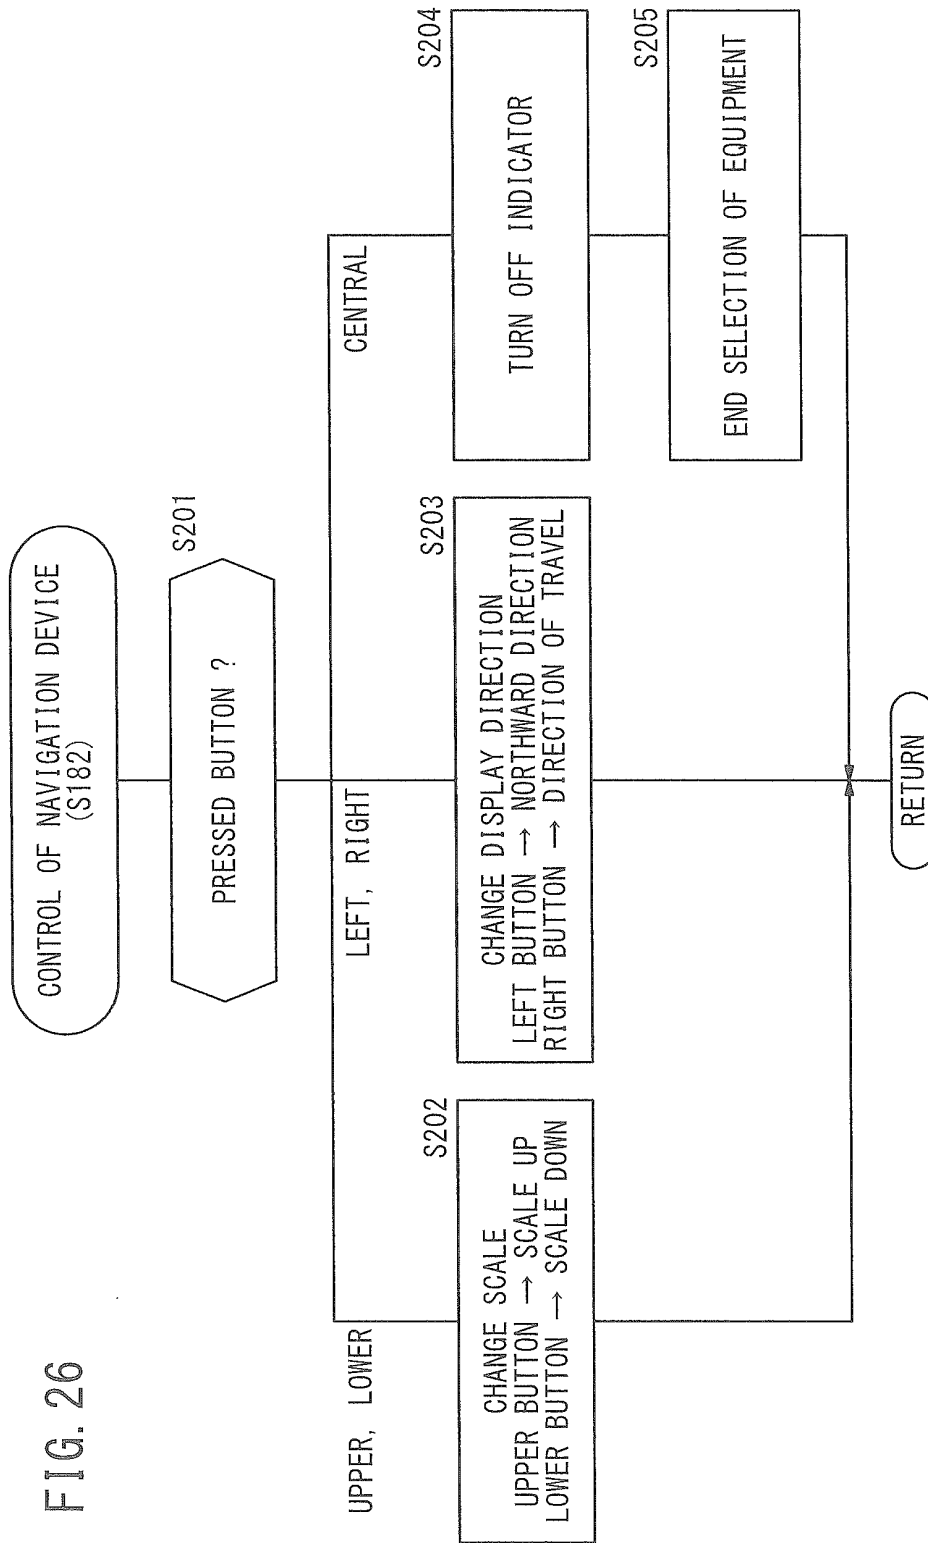 FIG. 26
CONTROL OF NAVIGATION DEVICE
(S182)
S201
PRESSED BUTTON ?
UPPER, LOWER
LEFT, RIGHT
CENTRAL
S202
CHANGE SCALE
UPPER BUTTON → SCALE UP
LOWER BUTTON → SCALE DOWN
S203
CHANGE DISPLAY DIRECTION
LEFT BUTTON → NORTHWARD DIRECTION
RIGHT BUTTON → DIRECTION OF TRAVEL
S204
TURN OFF INDICATOR
S205
END SELECTION OF EQUIPMENT
RETURN